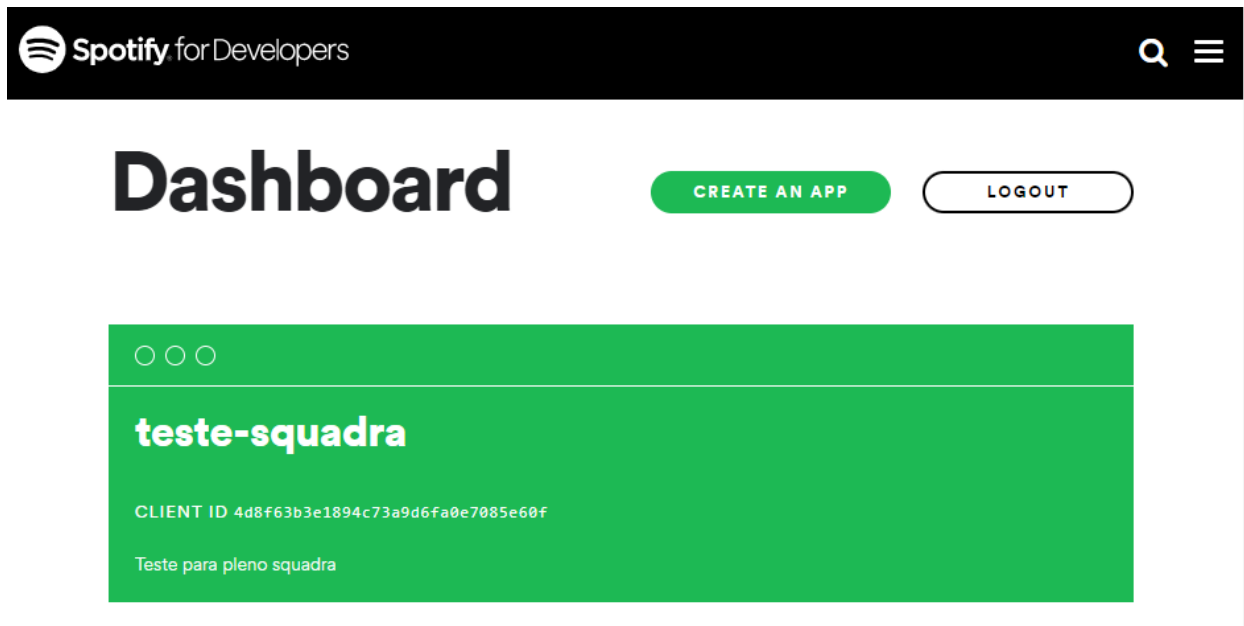 Spotify for Developers
Dashboard
CREATE AN APP
LOGOUT
teste-squadra
CLIENT ID 4d8f63b3e1894c73a9d6fa0e7085e60f
Teste para pleno squadra